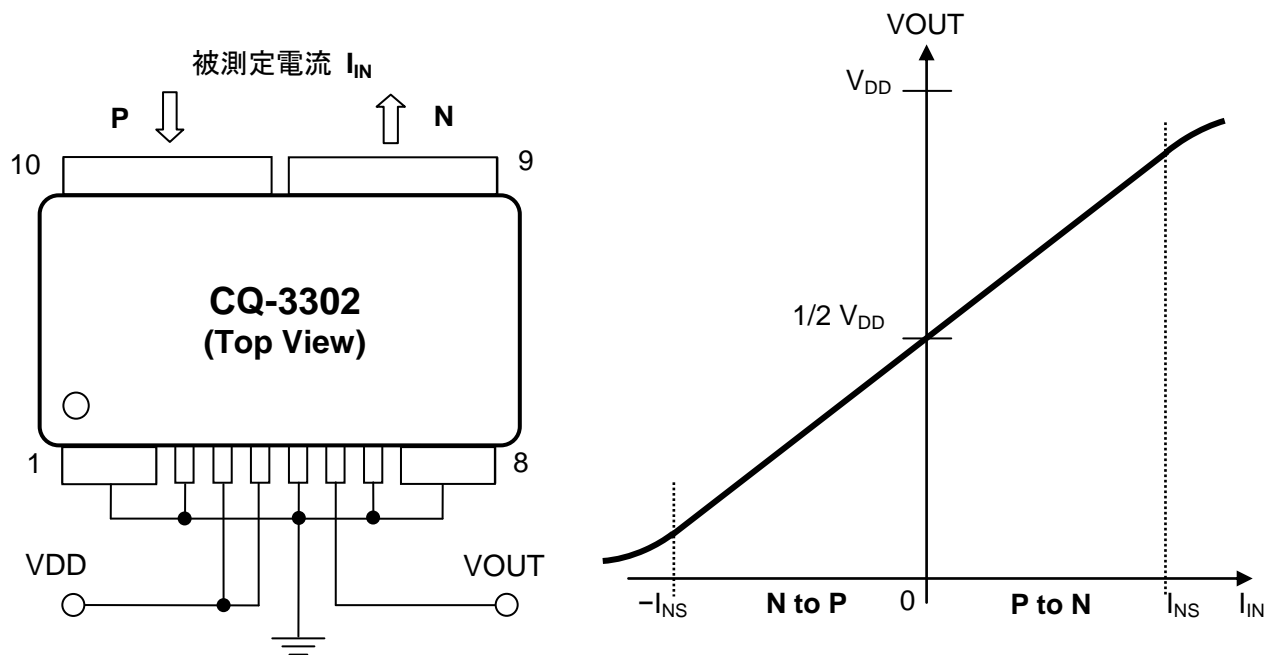 被測定電流 I_IN
P
N
10
9
CQ-3302
(Top View)
1
8
VDD
VOUT
VOUT
V_DD
1/2 V_DD
−I_NS
N to P
0
P to N
I_NS
I_IN